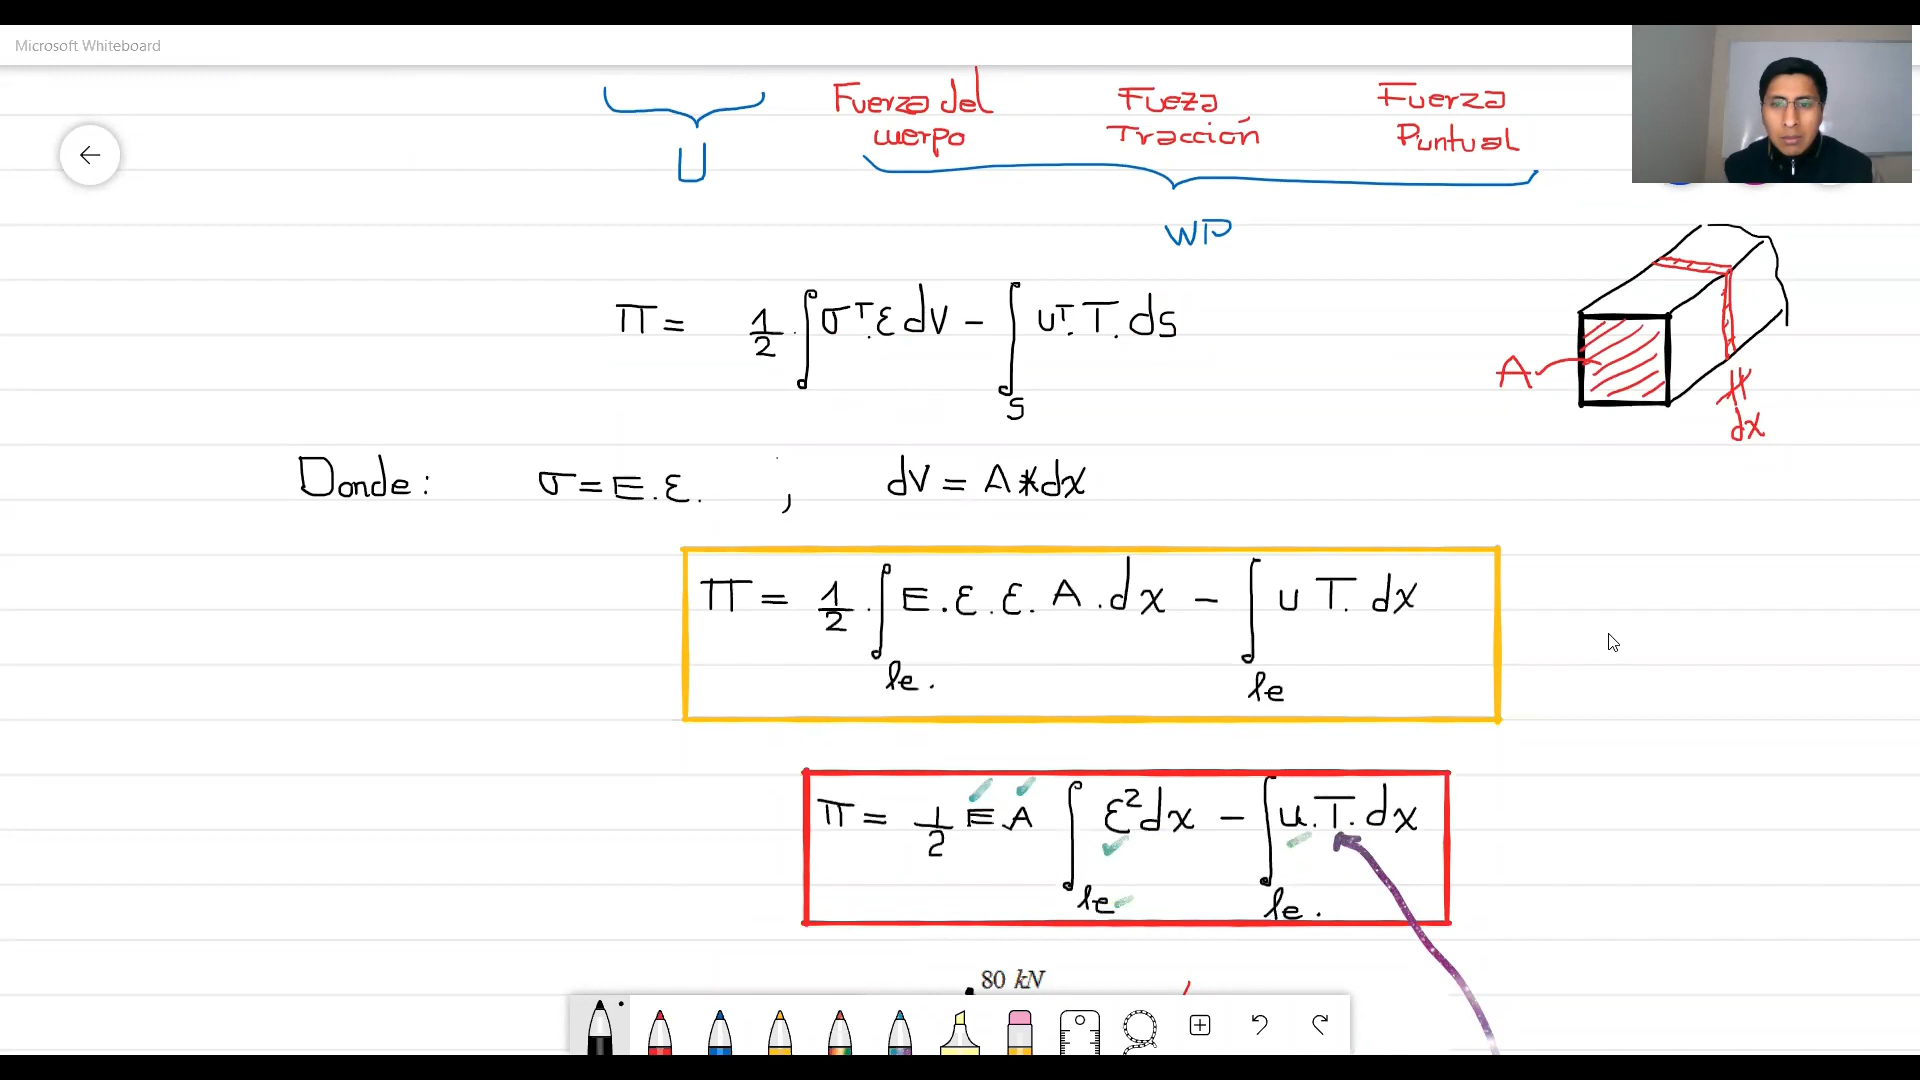 Microsoft Whiteboard
Fuerza del cuerpo
Fueza Tracción
Fuerza Puntual
U
WP
π = 1/2 ∫ σᵀ.ε dV - ∫s uᵀ.T.ds
A
dx
Donde: σ = E.ε. ; dV = A*dx
π = 1/2 . ∫le. E.ε.ε.A.dx - ∫le u T. dx
π = 1/2 E.A ∫le ε² dx - ∫le. u.T.dx
80 kN